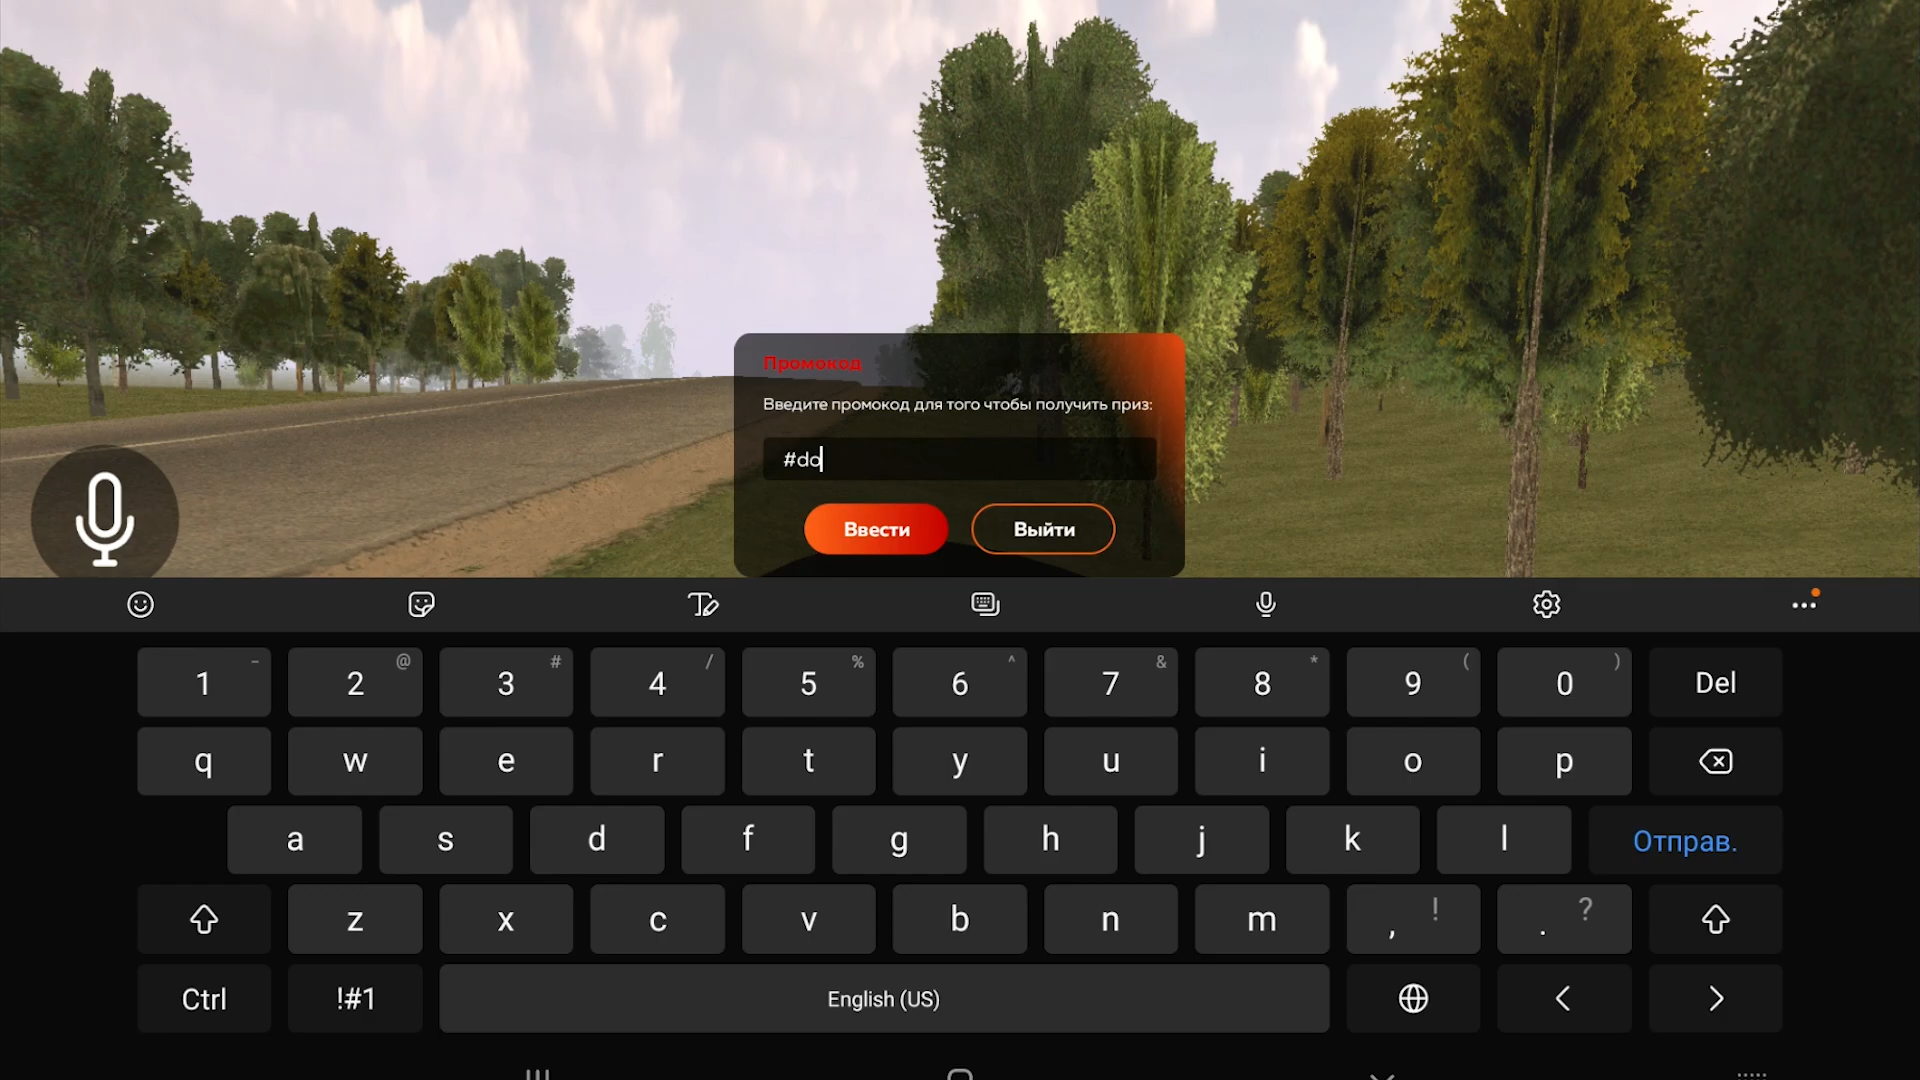 Промокод
Введите промокод для того чтобы получить приз:
#do
Ввести Выйти
1 - 2 @ 3 # 4 / 5 % 6 ^ 7 & 8 * 9 ( 0 ) Del
q w e r t y u i o p
a s d f g h j k l Отправ.
z x c v b n m , ! . ?
Ctrl !#1 English (US) < >